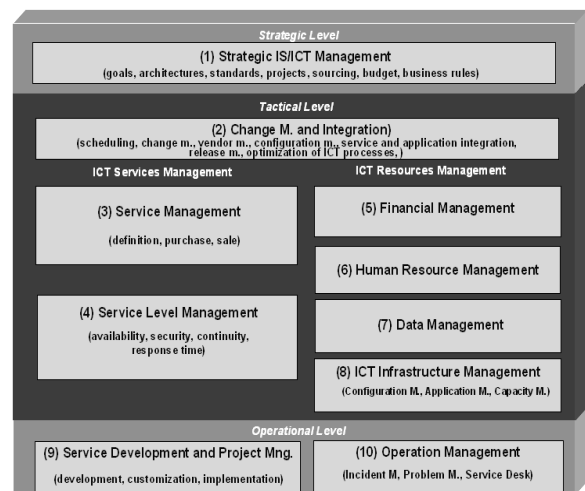 Strategic Level
(1) Strategic IS/ICT Management
(goals, architectures, standards, projects, sourcing, budget, business rules)
Tactical Level
(2) Change M. and Integration)
(scheduling, change m., vendor m., configuration m., service and application integration,
release m., optimization of ICT processes, )
ICT Services Management
(3) Service Management
(definition, purchase, sale)
(4) Service Level Management
(availability, security, continuity,
response time)
ICT Resources Management
(5) Financial Management
(6) Human Resource Management
(7) Data Management
(8) ICT Infrastructure Management
(Configuration M., Application M., Capacity M.)
Operational Level
(9) Service Development and Project Mng.
(development, customization, implementation)
(10) Operation Management
(Incident M, Problem M., Service Desk)